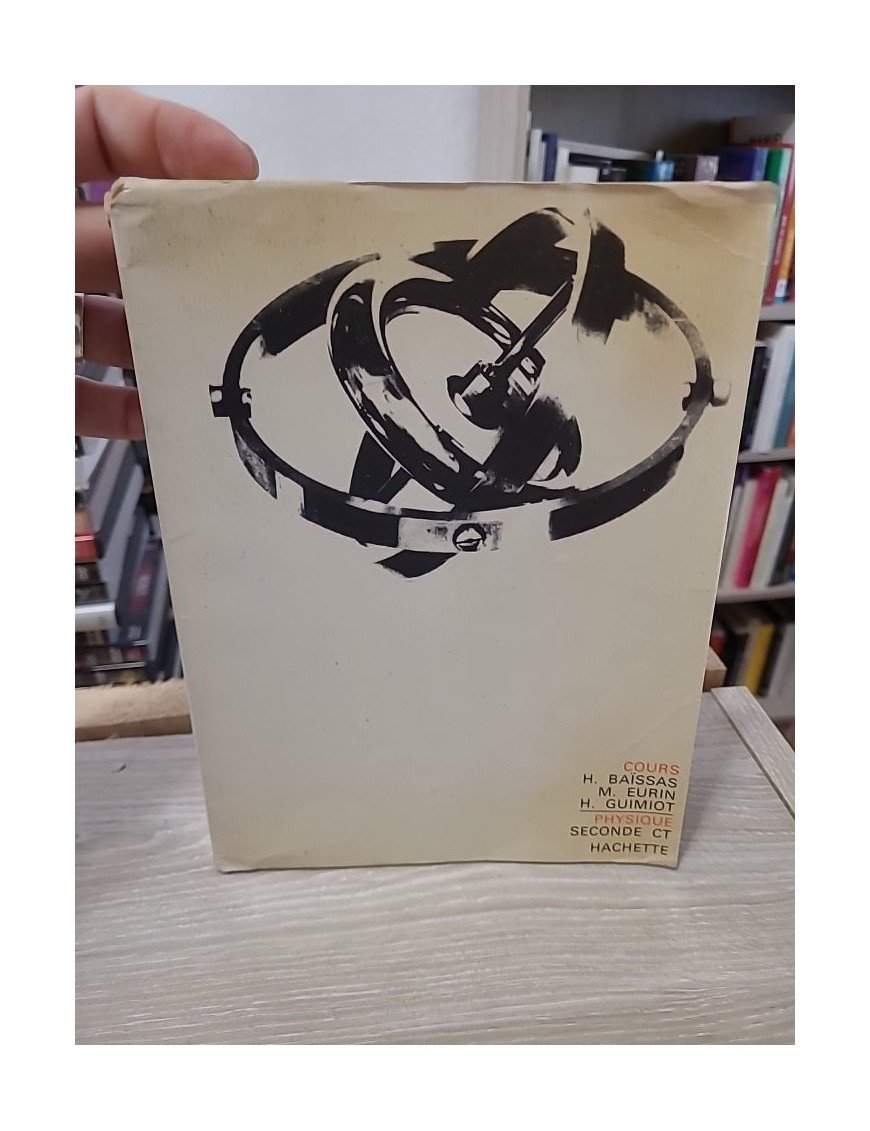 COURS
H. BAÏSSAS
M. EURIN
H. GUIMIOT
PHYSIQUE
SECONDE CT
HACHETTE